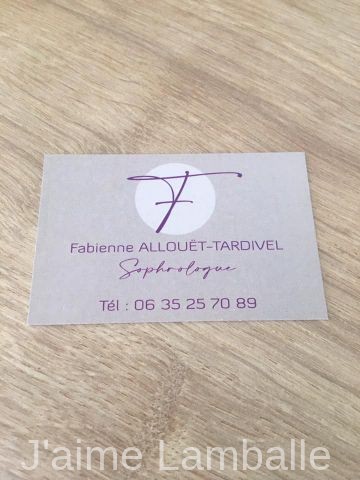 F
Fabienne ALLOUËT-TARDIVEL
Sophrologue
Tél : 06 35 25 70 89
J'aime Lamballe